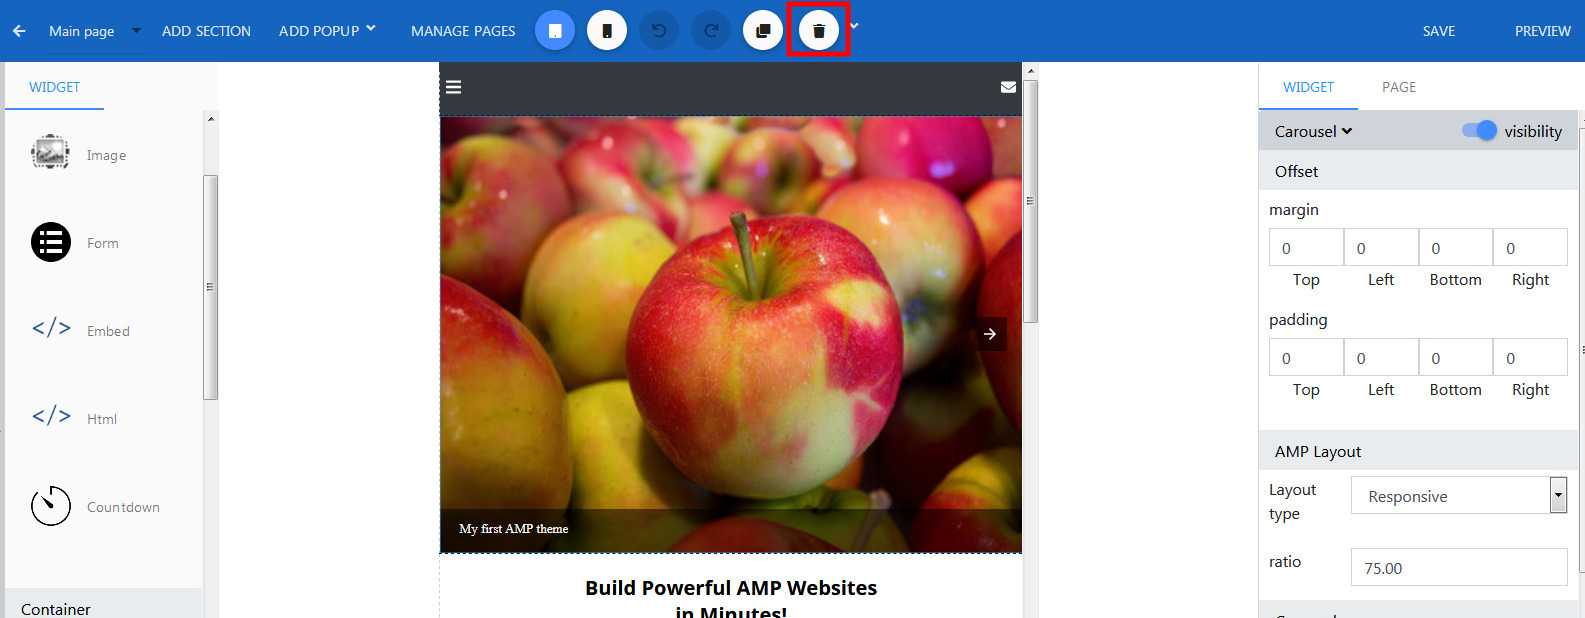 Main page
ADD SECTION
ADD POPUP
MANAGE PAGES
SAVE
PREVIEW
WIDGET
Image
Form
Embed
Html
Countdown
Container
My first AMP theme
Build Powerful AMP Websites
in Minutes!
WIDGET
PAGE
Carousel
visibility
Offset
margin
0 0 0 0
Top Left Bottom Right
padding
0 0 0 0
Top Left Bottom Right
AMP Layout
Layout
type
Responsive
ratio
75.00